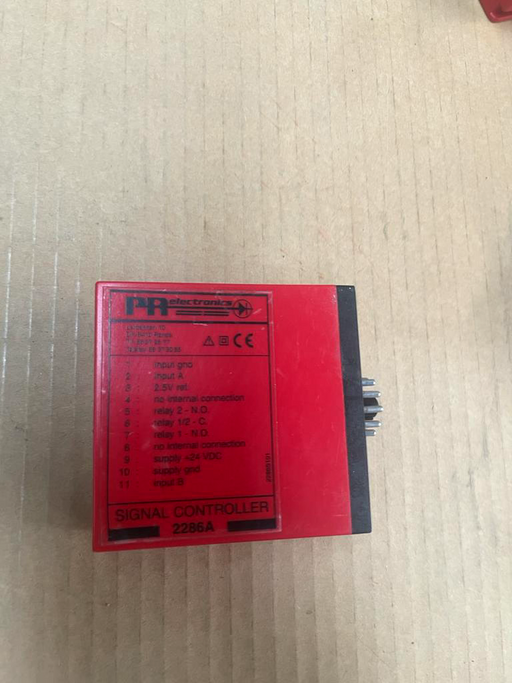 PR electronics
CE
1 : input gnd
2 : input A
3 : 2.5V ref.
4 : no internal connection
5 : relay 2 - N.O.
6 : relay 1/2 - C.
7 : relay 1 - N.O.
8 : no internal connection
9 supply +24 VDC
10 supply gnd
11 input B
SIGNAL CONTROLLER
2286A